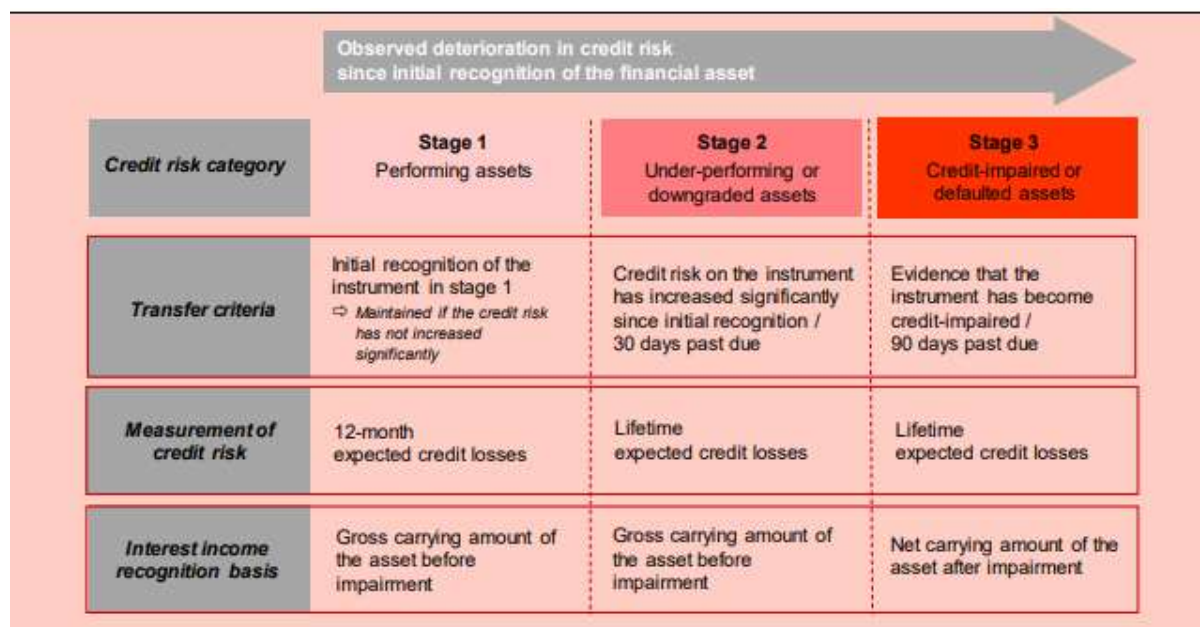 Observed deterioration in credit risk
since initial recognition of the financial asset
Credit risk category
Stage 1
Performing assets
Stage 2
Under-performing or
downgraded assets
Stage 3
Credit-impaired or
defaulted assets
Transfer criteria
Initial recognition of the
instrument in stage 1
⇨ Maintained if the credit risk
has not increased
significantly
Credit risk on the instrument
has increased significantly
since initial recognition /
30 days past due
Evidence that the
instrument has become
credit-impaired /
90 days past due
Measurement of
credit risk
12-month
expected credit losses
Lifetime
expected credit losses
Lifetime
expected credit losses
Interest income
recognition basis
Gross carrying amount of
the asset before
impairment
Gross carrying amount of
the asset before
impairment
Net carrying amount of the
asset after impairment